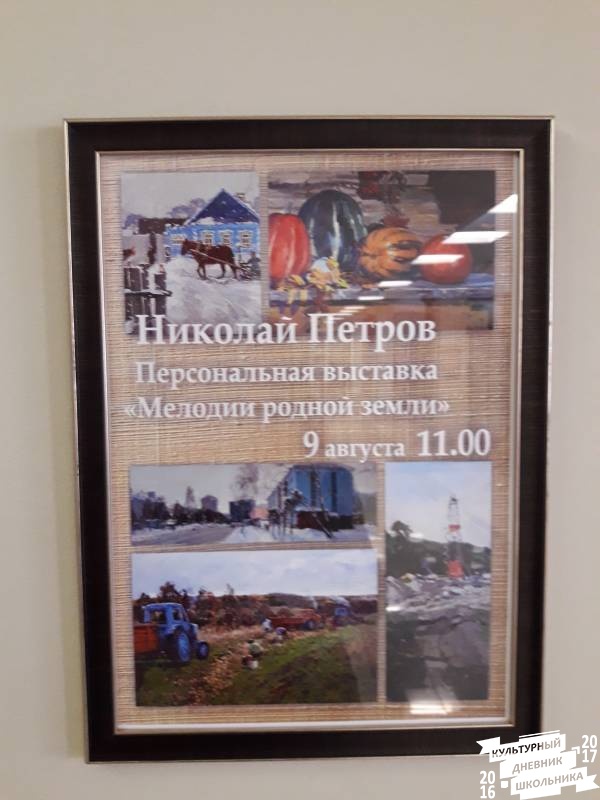 Николай Петров
Персональная выставка
«Мелодии родной земли»
9 августа 11.00
КУЛЬТУРНЫЙ
ДНЕВНИК
ШКОЛЬНИКА
2016
2017